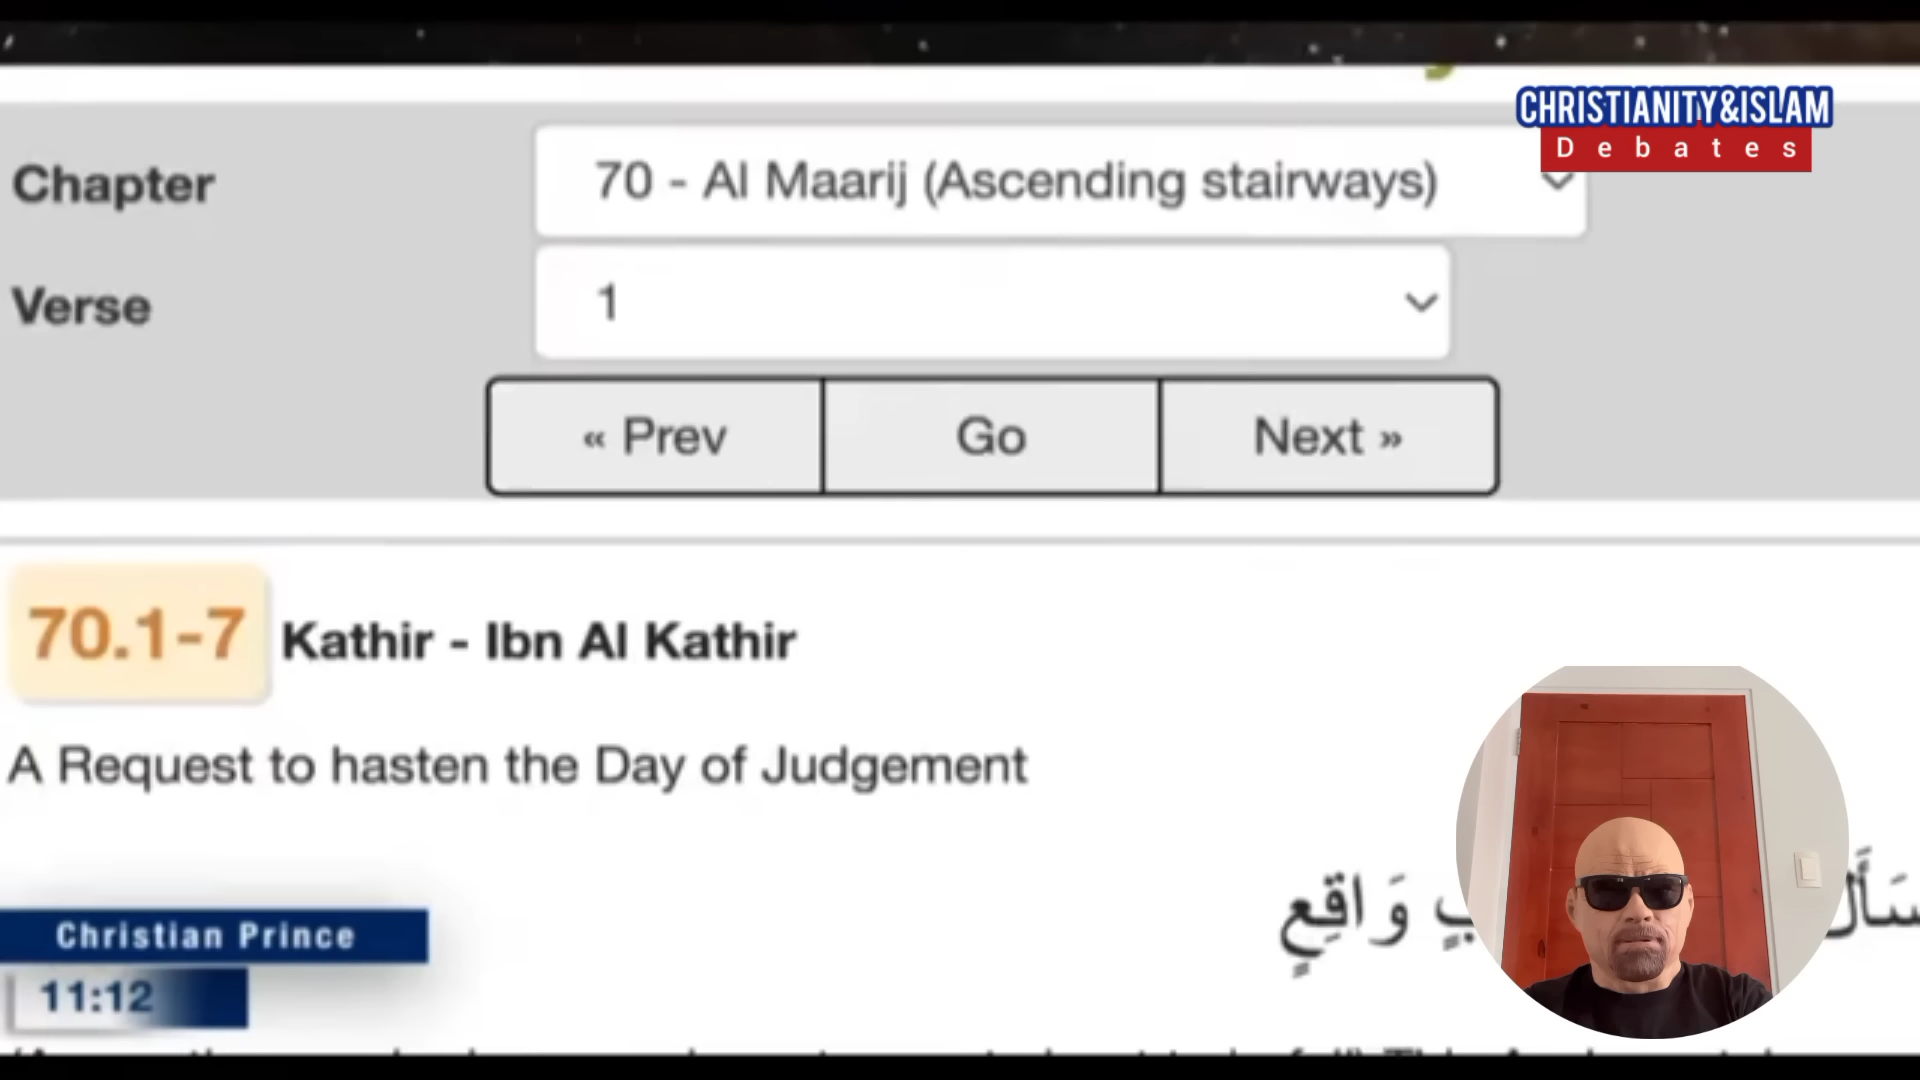 CHRISTIANITY&ISLAM
Debates
Chapter
70 - Al Maarij (Ascending stairways)
Verse
1
« Prev
Go
Next »
70.1-7
Kathir - Ibn Al Kathir
A Request to hasten the Day of Judgement
وَاقِعٍ
Christian Prince
11:12